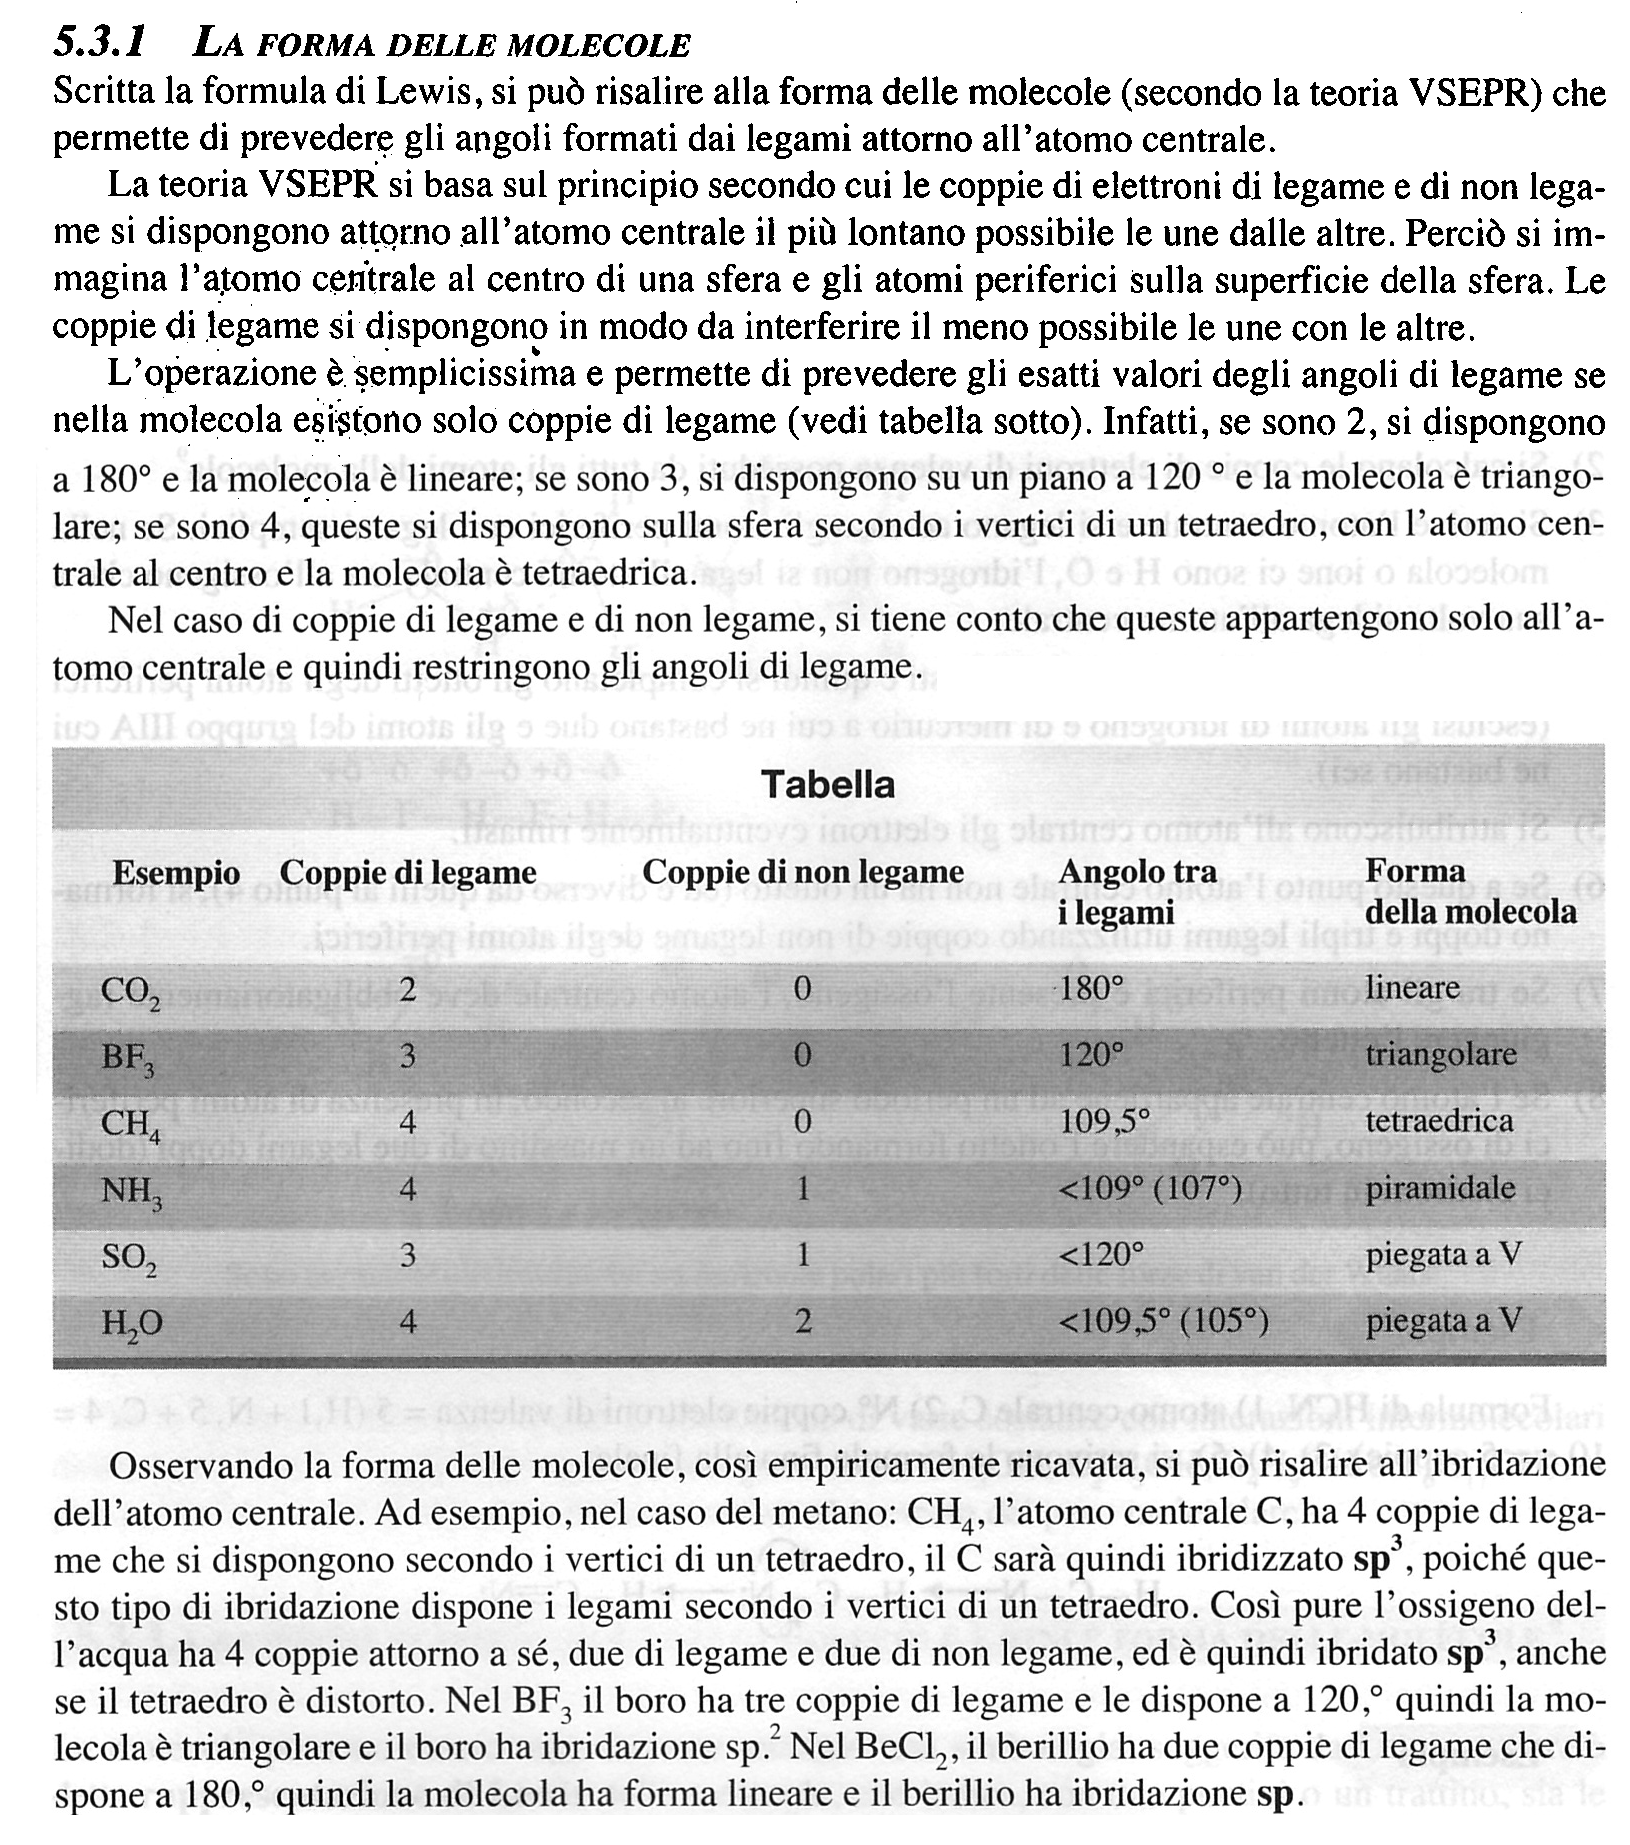 5.3.1 LA FORMA DELLE MOLECOLE
Scritta la formula di Lewis, si può risalire alla forma delle molecole (secondo la teoria VSEPR) che
permette di prevedere gli angoli formati dai legami attorno all'atomo centrale.
La teoria VSEPR si basa sul principio secondo cui le coppie di elettroni di legame e di non lega-
me si dispongono attorno all'atomo centrale il più lontano possibile le une dalle altre. Perciò si im-
magina l'atomo centrale al centro di una sfera e gli atomi periferici sulla superficie della sfera. Le
coppie di legame si dispongono in modo da interferire il meno possibile le une con le altre.
L'operazione è semplicissima e permette di prevedere gli esatti valori degli angoli di legame se
nella molecola esistono solo coppie di legame (vedi tabella sotto). Infatti, se sono 2, si dispongono
a 180° e la molecola è lineare; se sono 3, si dispongono su un piano a 120 ° e la molecola è triango-
lare; se sono 4, queste si dispongono sulla sfera secondo i vertici di un tetraedro, con l'atomo cen-
trale al centro e la molecola è tetraedrica.
Nel caso di coppie di legame e di non legame, si tiene conto che queste appartengono solo all'a-
tomo centrale e quindi restringono gli angoli di legame.
Tabella
Esempio Coppie di legame Coppie di non legame Angolo tra i legami Forma della molecola
CO₂ 2 0 180° lineare
BF₃ 3 0 120° triangolare
CH₄ 4 0 109,5° tetraedrica
NH₃ 4 1 <109° (107°) piramidale
SO₂ 3 1 <120° piegata a V
H₂O 4 2 <109,5° (105°) piegata a V
Osservando la forma delle molecole, così empiricamente ricavata, si può risalire all'ibridazione
dell'atomo centrale. Ad esempio, nel caso del metano: CH₄, l'atomo centrale C, ha 4 coppie di lega-
me che si dispongono secondo i vertici di un tetraedro, il C sarà quindi ibridizzato sp³, poiché que-
sto tipo di ibridazione dispone i legami secondo i vertici di un tetraedro. Così pure l'ossigeno del-
l'acqua ha 4 coppie attorno a sé, due di legame e due di non legame, ed è quindi ibridato sp³, anche
se il tetraedro è distorto. Nel BF₃ il boro ha tre coppie di legame e le dispone a 120,° quindi la mo-
lecola è triangolare e il boro ha ibridazione sp.² Nel BeCl₂, il berillio ha due coppie di legame che di-
spone a 180,° quindi la molecola ha forma lineare e il berillio ha ibridazione sp.